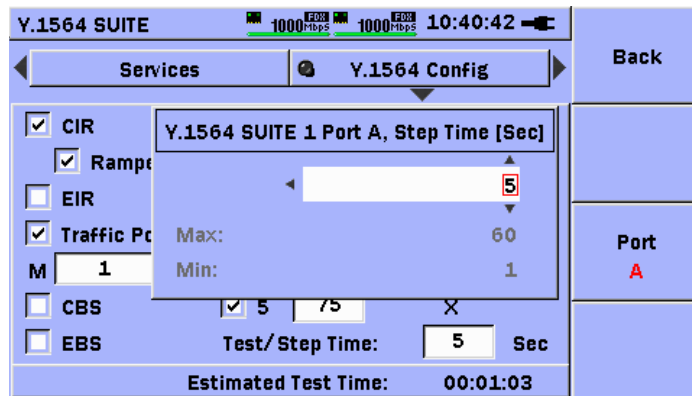 Y.1564 SUITE 1000 FDX Mbps 1000 FDX Mbps 10:40:42
Back
Services Y.1564 Config
CIR
Y.1564 SUITE 1 Port A, Step Time [Sec]
Rampe
5
EIR
Traffic Po
Max: 60
Port
A
M 1
Min: 1
CBS 5 75 X
EBS Test/Step Time: 5 Sec
Estimated Test Time: 00:01:03